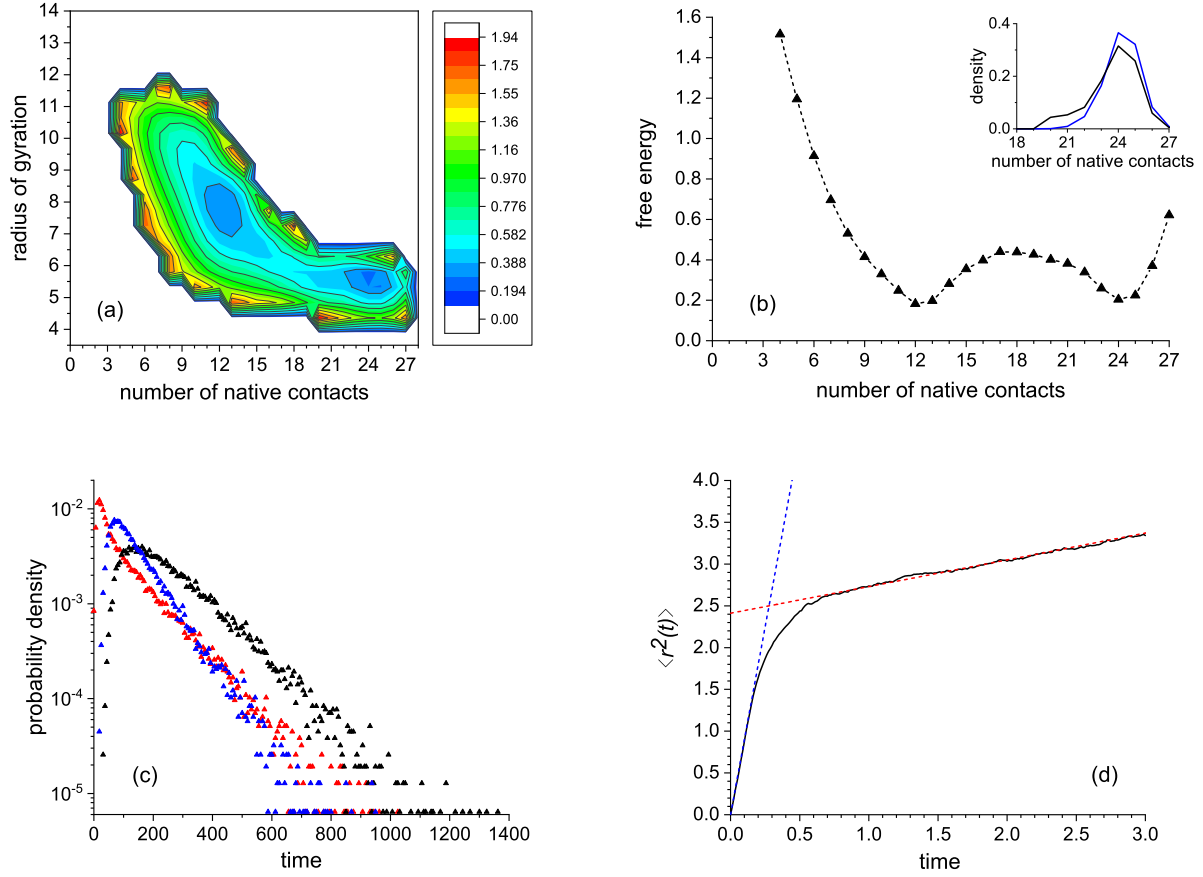 14
13
12
11
10
9
8
7
6
5
4
radius of gyration
(a)
0 3 6 9 12 15 18 21 24 27
number of native contacts
1.94
1.75
1.55
1.36
1.16
0.970
0.776
0.582
0.388
0.194
0.00
1.6
1.4
1.2
1.0
0.8
0.6
0.4
0.2
0.0
free energy
(b)
0 3 6 9 12 15 18 21 24 27
number of native contacts
0.4
0.2
0.0
density
18 21 24 27
number of native contacts
10-2
10-3
10-4
10-5
probability density
(c)
0 200 400 600 800 1000 1200 1400
time
4.0
3.5
3.0
2.5
2.0
1.5
1.0
0.5
0.0
⟨r2(t)⟩
(d)
0.0 0.5 1.0 1.5 2.0 2.5 3.0
time